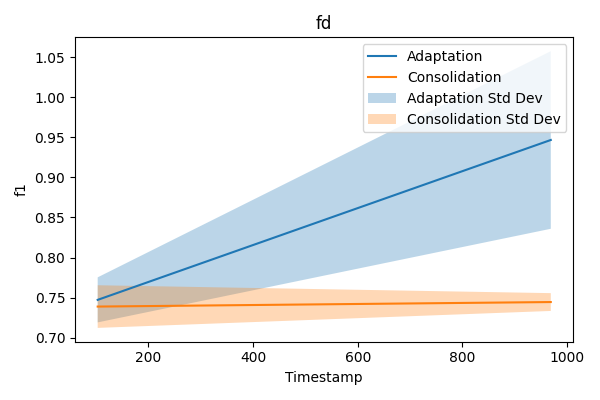 fd
f1
1.05
1.00
0.95
0.90
0.85
0.80
0.75
0.70
Adaptation
Consolidation
Adaptation Std Dev
Consolidation Std Dev
200
400
600
800
1000
Timestamp